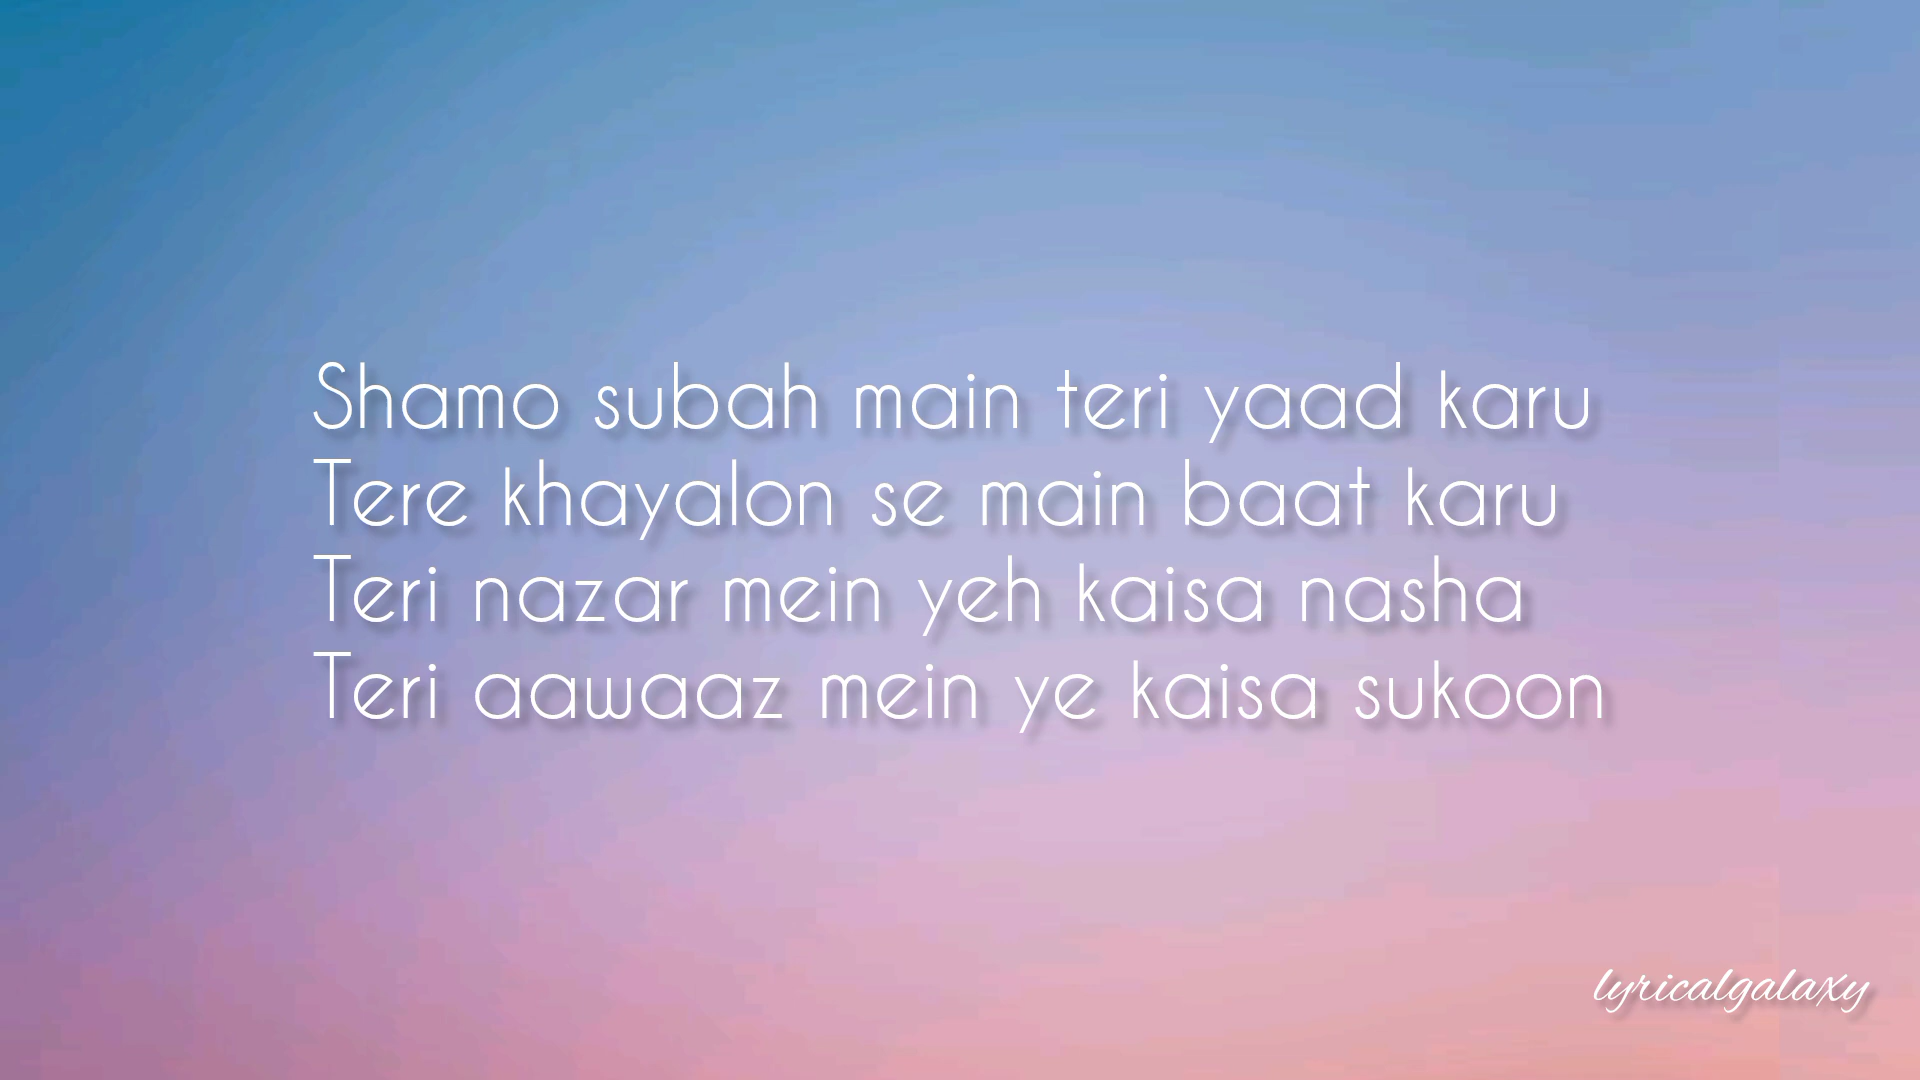 Shamo subah main teri yaad karu
Tere khayalon se main baat karu
Teri nazar mein yeh kaisa nasha
Teri aawaaz mein ye kaisa sukoon
lyricalgalaxy